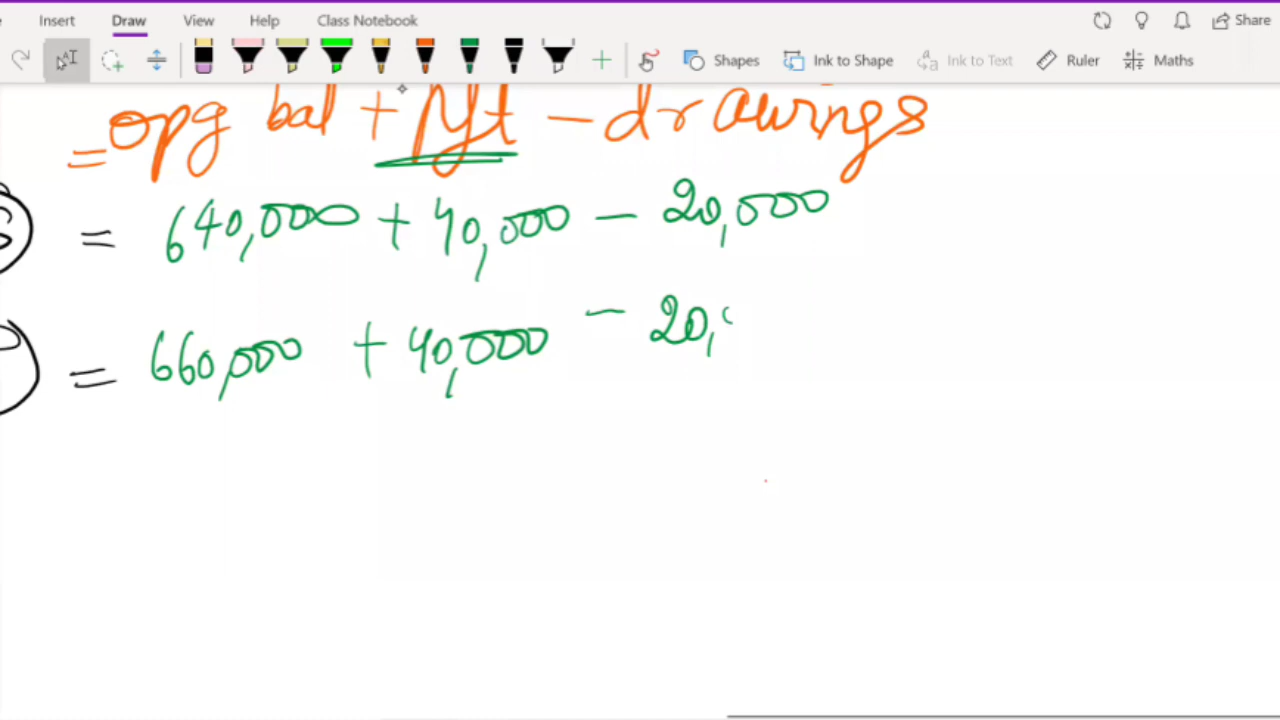 Insert Draw View Help Class Notebook Share
Shapes Ink to Shape Ink to Text Ruler Maths
= opg bal + - drawings
= 640,000 + 40,000 - 20,000
= 660,000 + 40,000 - 20,